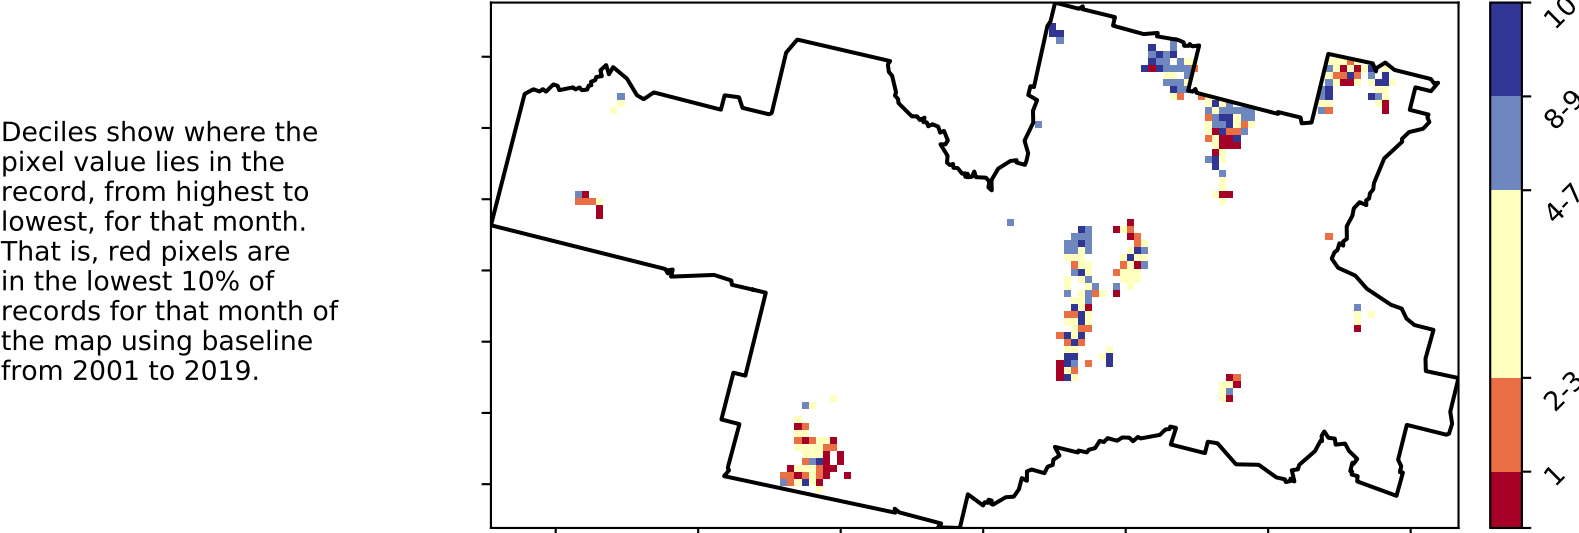 Deciles show where the
pixel value lies in the
record, from highest to
lowest, for that month.
That is, red pixels are
in the lowest 10% of
records for that month of
the map using baseline
from 2001 to 2019.
10
8-9
4-7
2-3
1